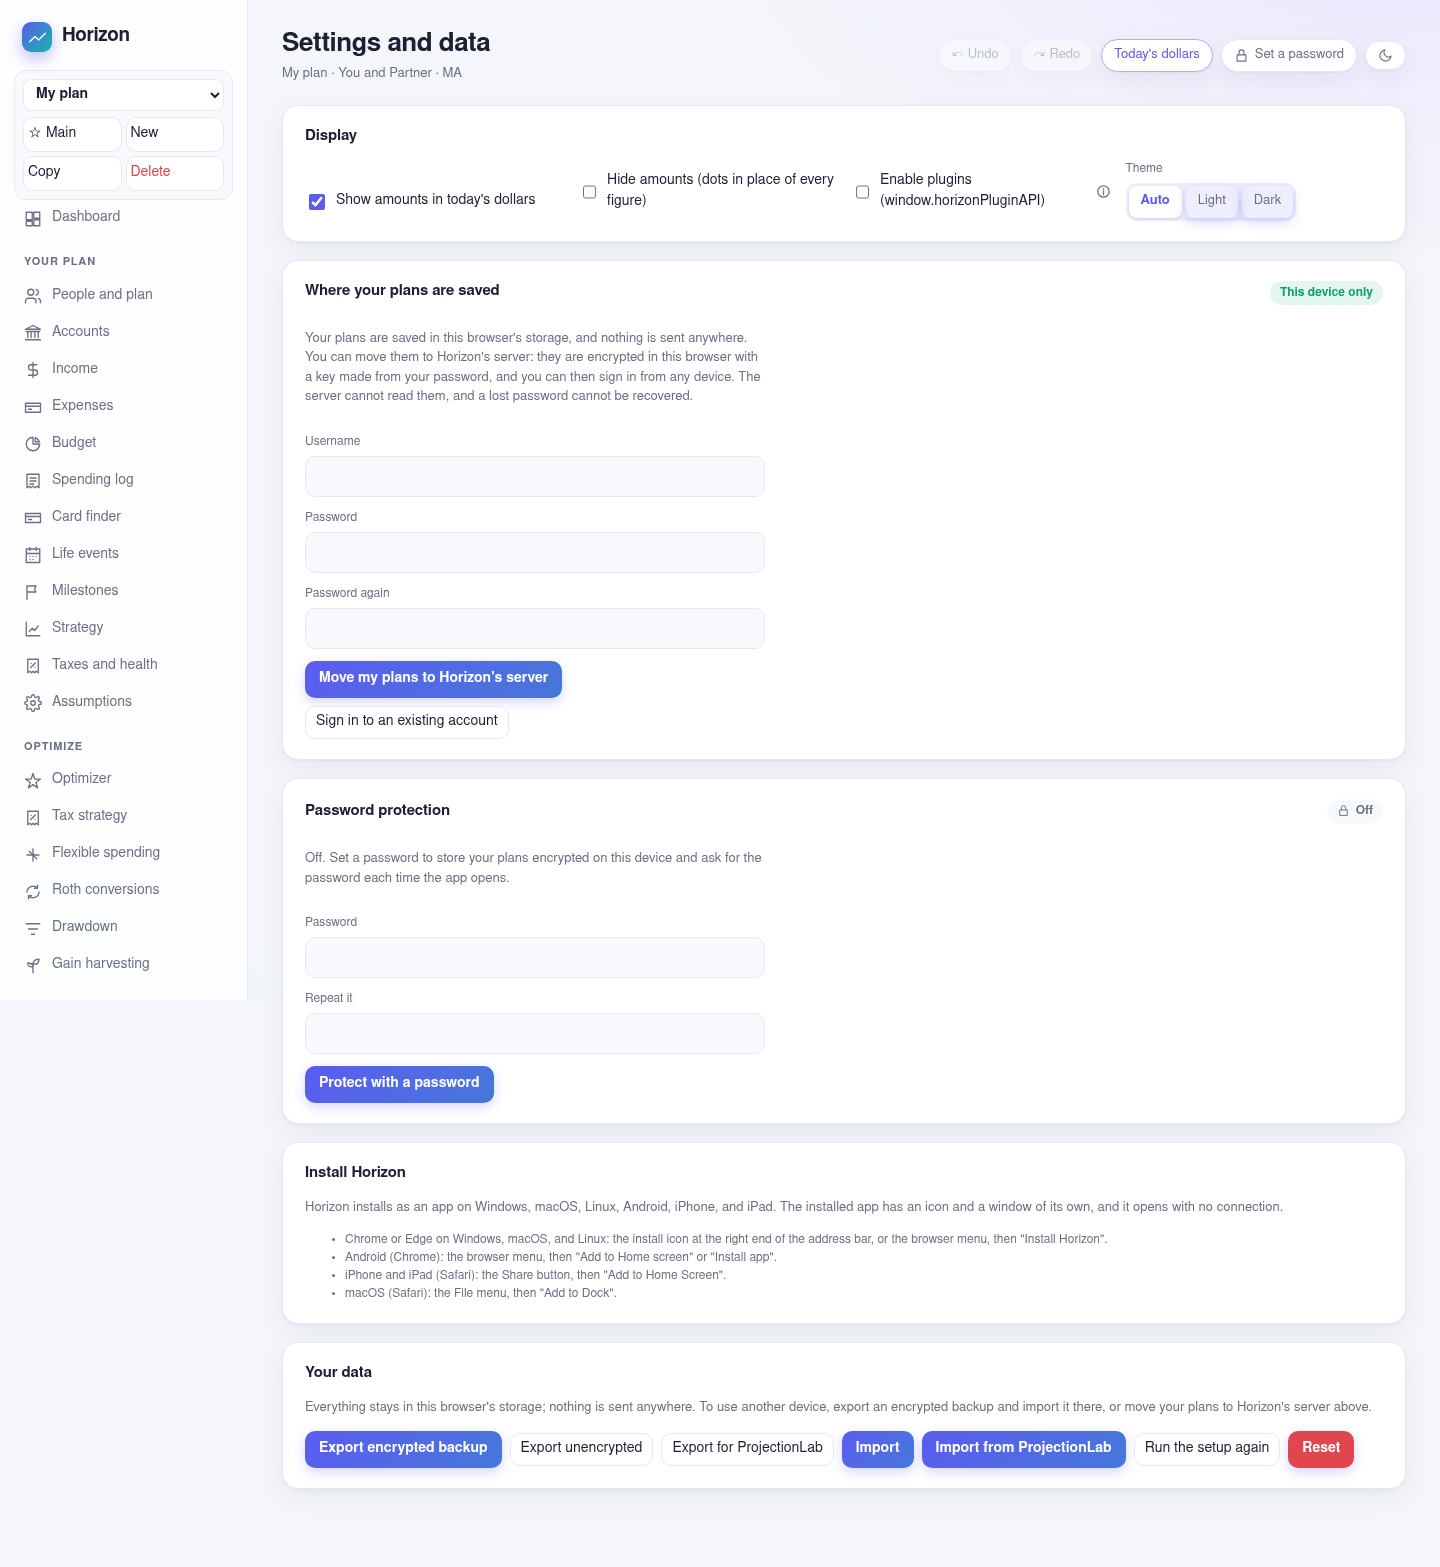 Horizon
My plan
☆ Main
New
Copy
Delete
Dashboard
YOUR PLAN
People and plan
Accounts
Income
Expenses
Budget
Spending log
Card finder
Life events
Milestones
Strategy
Taxes and health
Assumptions
OPTIMIZE
Optimizer
Tax strategy
Flexible spending
Roth conversions
Drawdown
Gain harvesting
Settings and data
My plan · You and Partner · MA
Undo
Redo
Today's dollars
Set a password
Display
Show amounts in today's dollars
Hide amounts (dots in place of every
figure)
Enable plugins
(window.horizonPluginAPI)
Theme
Auto
Light
Dark
Where your plans are saved
This device only
Your plans are saved in this browser's storage, and nothing is sent anywhere.
You can move them to Horizon's server: they are encrypted in this browser with
a key made from your password, and you can then sign in from any device. The
server cannot read them, and a lost password cannot be recovered.
Username
Password
Password again
Move my plans to Horizon's server
Sign in to an existing account
Password protection
Off
Off. Set a password to store your plans encrypted on this device and ask for the
password each time the app opens.
Password
Repeat it
Protect with a password
Install Horizon
Horizon installs as an app on Windows, macOS, Linux, Android, iPhone, and iPad. The installed app has an icon and a window of its own, and it opens with no connection.
• Chrome or Edge on Windows, macOS, and Linux: the install icon at the right end of the address bar, or the browser menu, then "Install Horizon".
• Android (Chrome): the browser menu, then "Add to Home screen" or "Install app".
• iPhone and iPad (Safari): the Share button, then "Add to Home Screen".
• macOS (Safari): the File menu, then "Add to Dock".
Your data
Everything stays in this browser's storage; nothing is sent anywhere. To use another device, export an encrypted backup and import it there, or move your plans to Horizon's server above.
Export encrypted backup
Export unencrypted
Export for ProjectionLab
Import
Import from ProjectionLab
Run the setup again
Reset